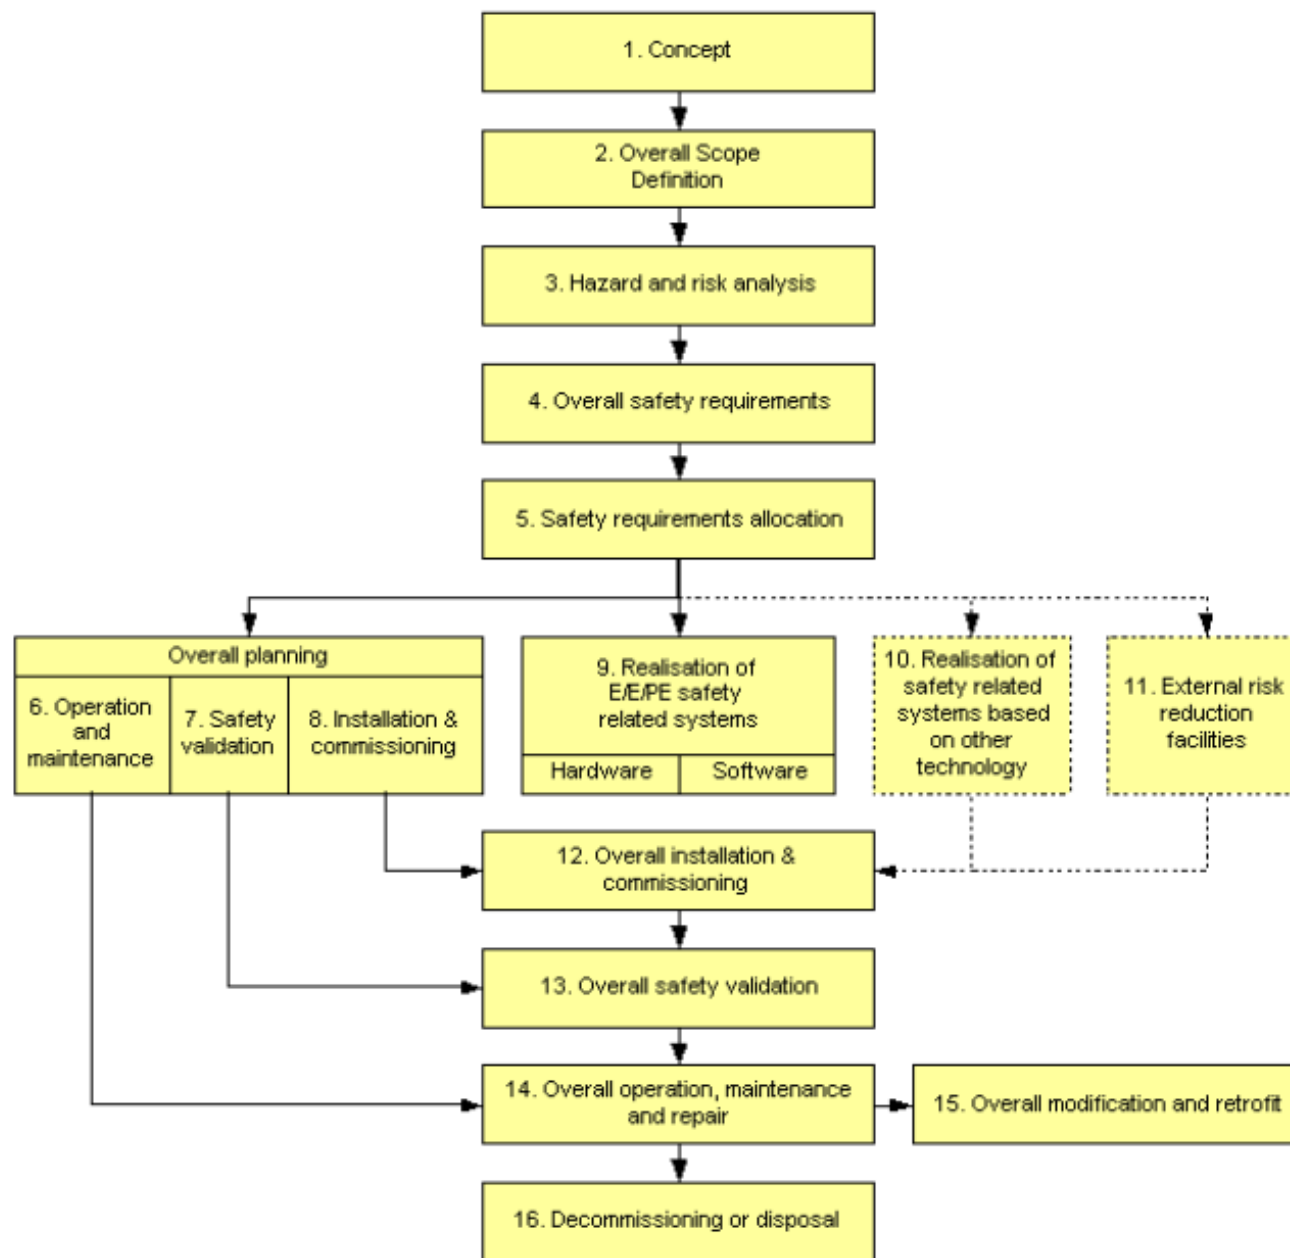 1. Concept
2. Overall Scope
Definition
3. Hazard and risk analysis
4. Overall safety requirements
5. Safety requirements allocation
Overall planning
6. Operation
and
maintenance
7. Safety
validation
8. Installation &
commissioning
9. Realisation of
E/E/PE safety
related systems
Hardware
Software
10. Realisation of
safety related
systems based
on other
technology
11. External risk
reduction
facilities
12. Overall installation &
commissioning
13. Overall safety validation
14. Overall operation, maintenance
and repair
15. Overall modification and retrofit
16. Decommissioning or disposal